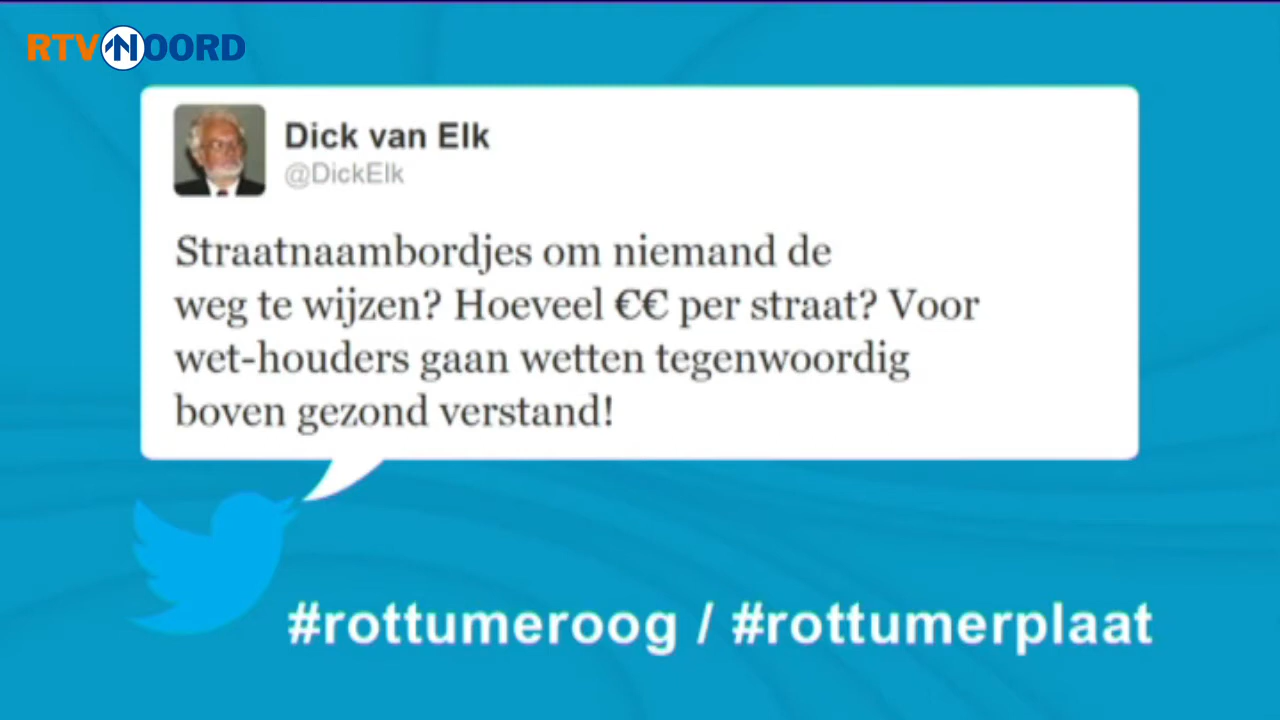 RTV NOORD
Dick van Elk
@DickElk
Straatnaambordjes om niemand de
weg te wijzen? Hoeveel €€ per straat? Voor
wet-houders gaan wetten tegenwoordig
boven gezond verstand!
#rottumeroog / #rottumerplaat